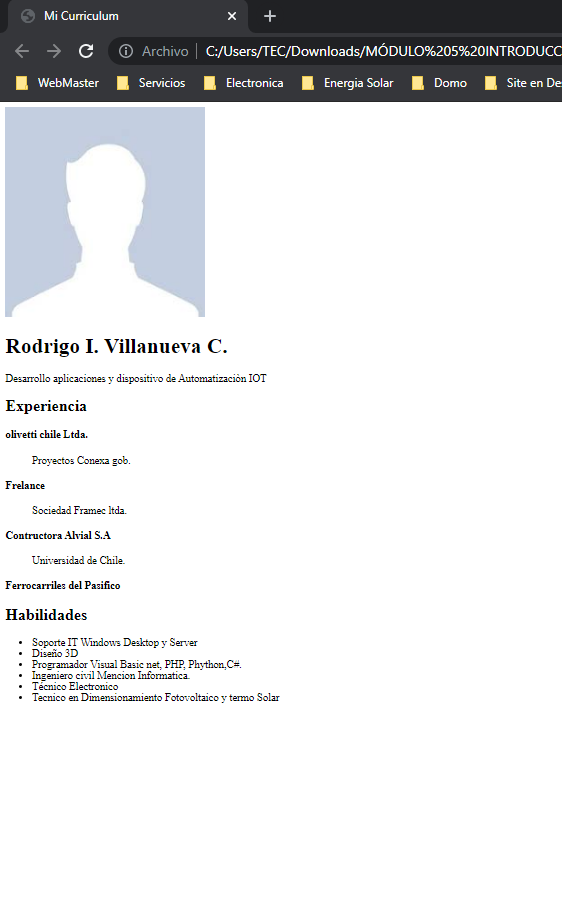 Mi Curriculum
Archivo | C:/Users/TEC/Downloads/MÓDULO%205%20INTRODUCC
WebMaster Servicios Electronica Energia Solar Domo Site en De
Rodrigo I. Villanueva C.
Desarrollo aplicaciones y dispositivo de Automatización IOT
Experiencia
olivetti chile Ltda.
Proyectos Conexa gob.
Frelance
Sociedad Framec ltda.
Contructora Alvial S.A
Universidad de Chile.
Ferrocarriles del Pasifico
Habilidades
Soporte IT Windows Desktop y Server
Diseño 3D
Programador Visual Basic net, PHP, Phython,C#.
Ingeniero civil Mencion Informatica.
Técnico Electronico
Tecnico en Dimensionamiento Fotovoltaico y termo Solar